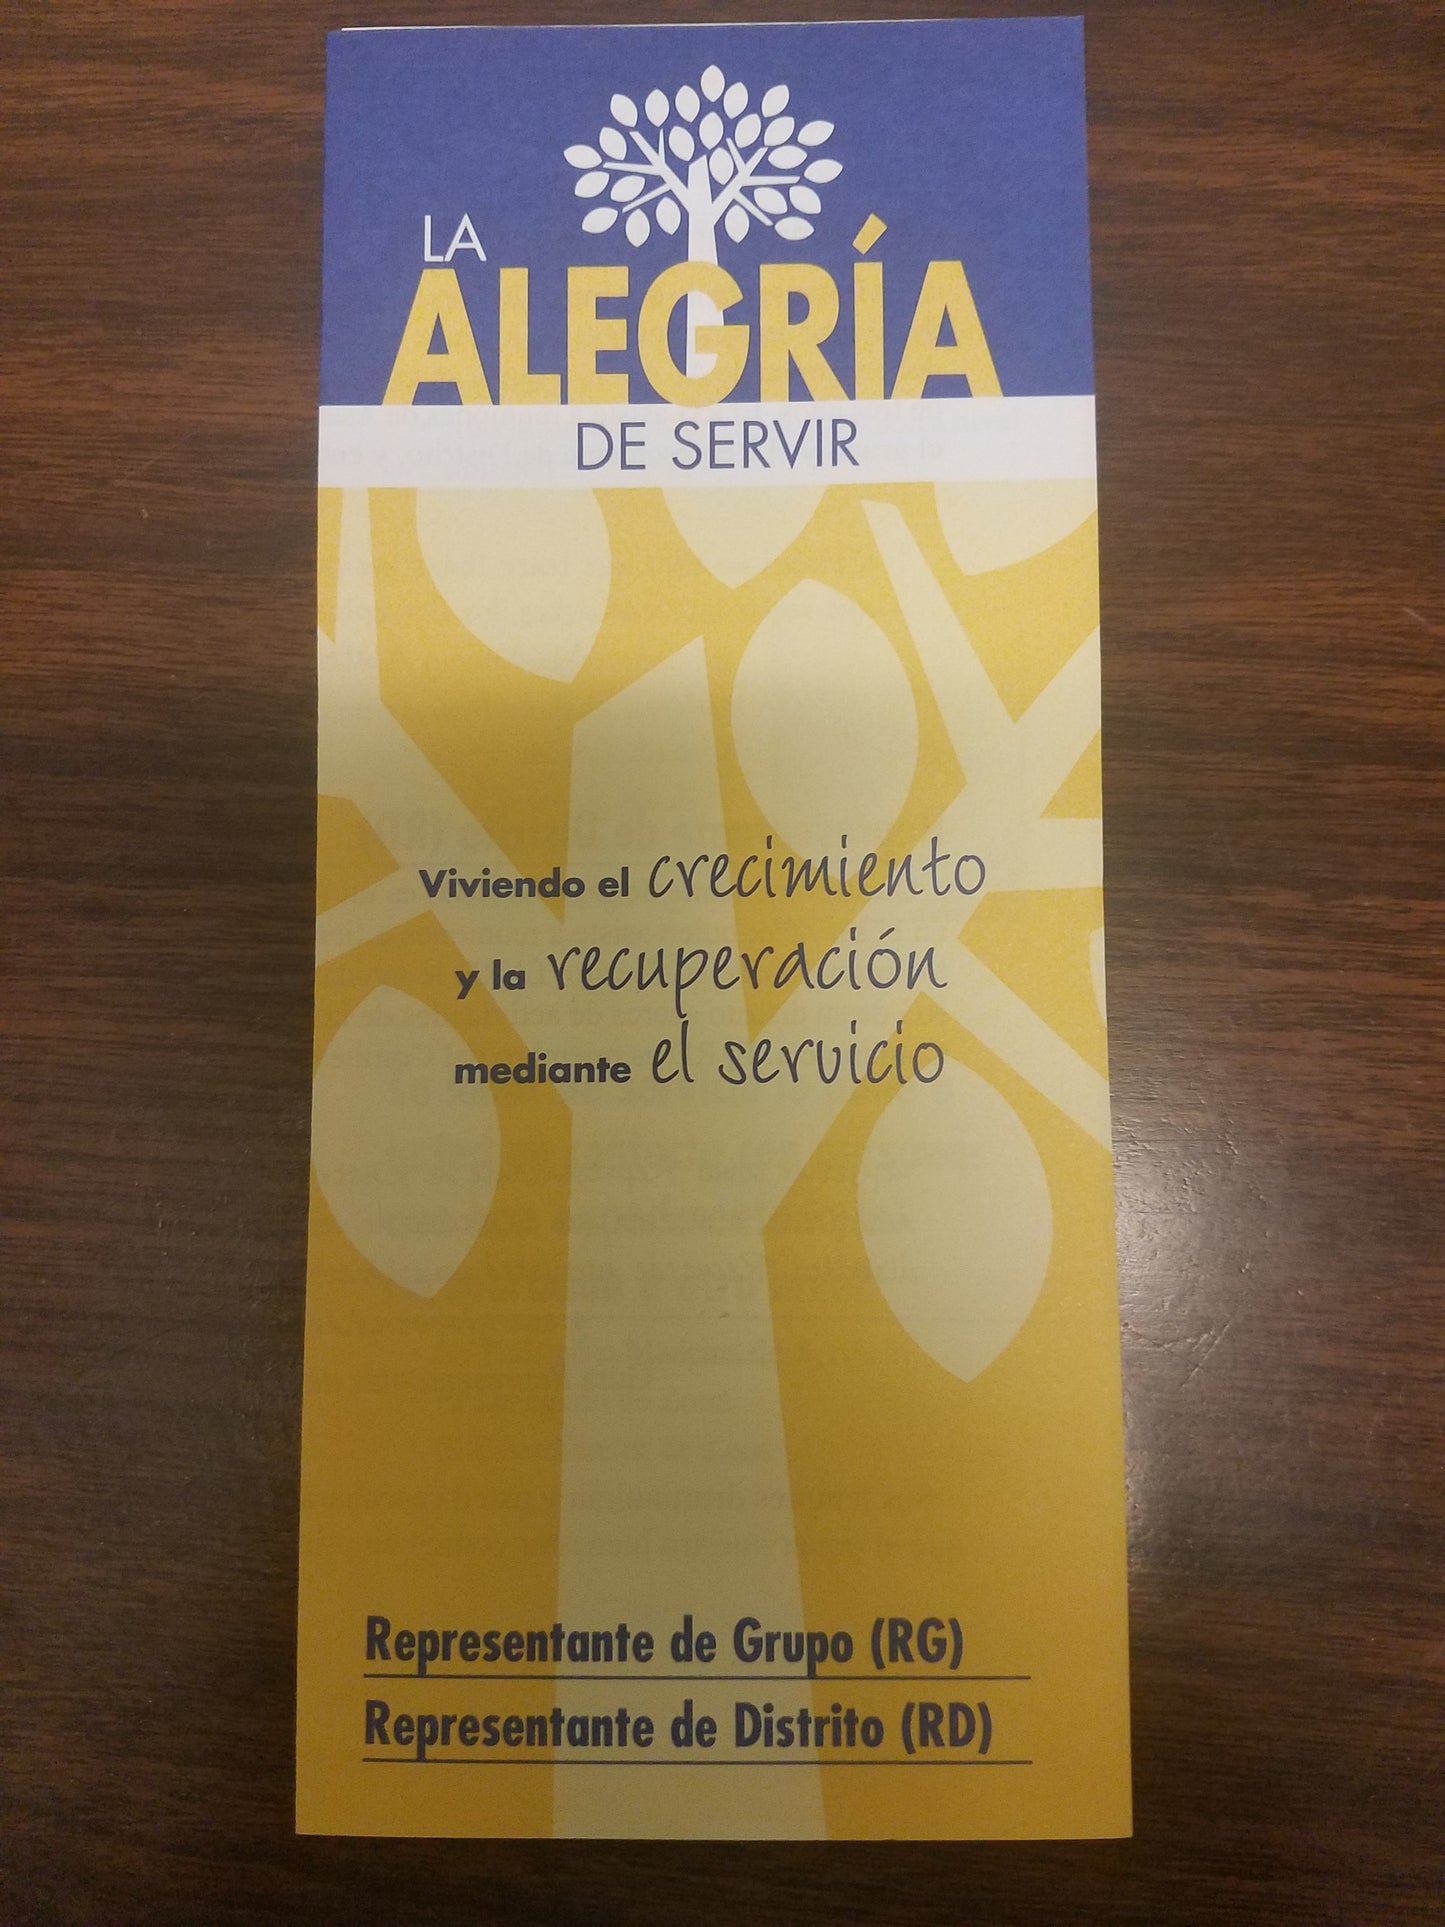 LA
ALEGRÍA
DE SERVIR
Viviendo el crecimiento
y la recuperación
mediante el servicio
Representante de Grupo (RG)
Representante de Distrito (RD)